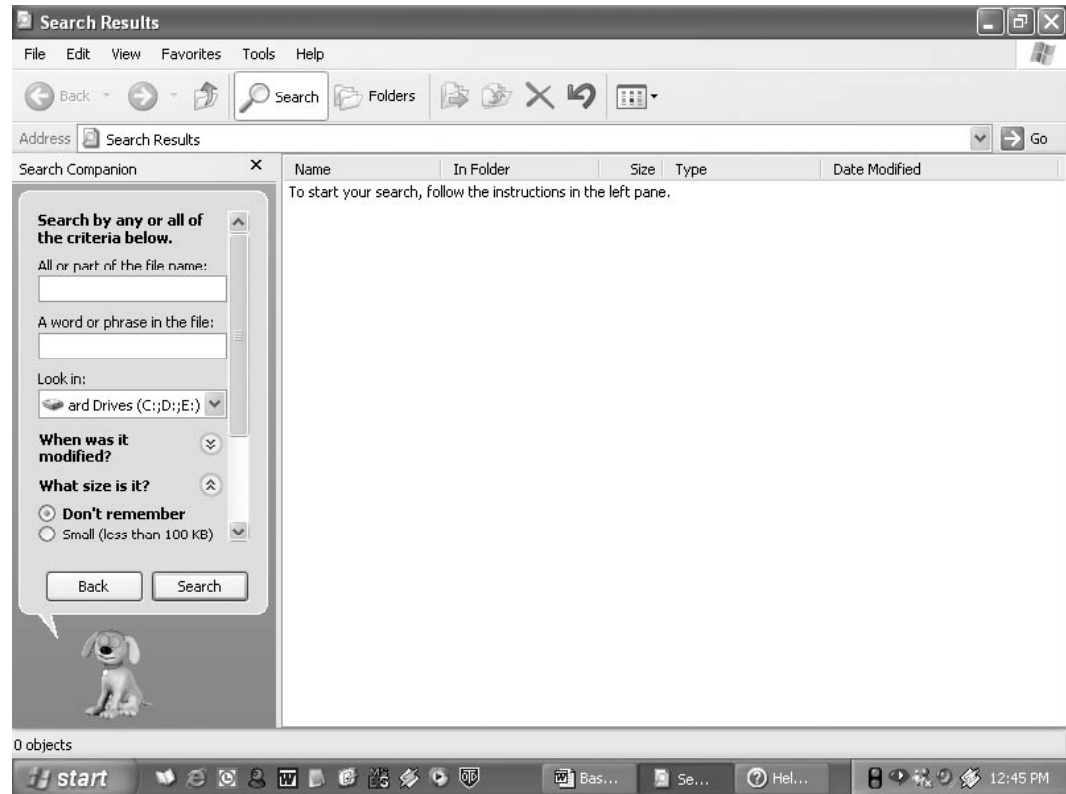 Search Results
File Edit View Favorites Tools Help
Back Search Folders
Address Search Results Go
Search Companion
Name In Folder Size Type Date Modified
To start your search, follow the instructions in the left pane.
Search by any or all of
the criteria below.
All or part of the file name:
A word or phrase in the file:
Look in:
ard Drives (C:;D:;E:)
When was it
modified?
What size is it?
Don't remember
Small (less than 100 KB)
Back Search
0 objects
start W Bas... Se... Hel... 12:45 PM